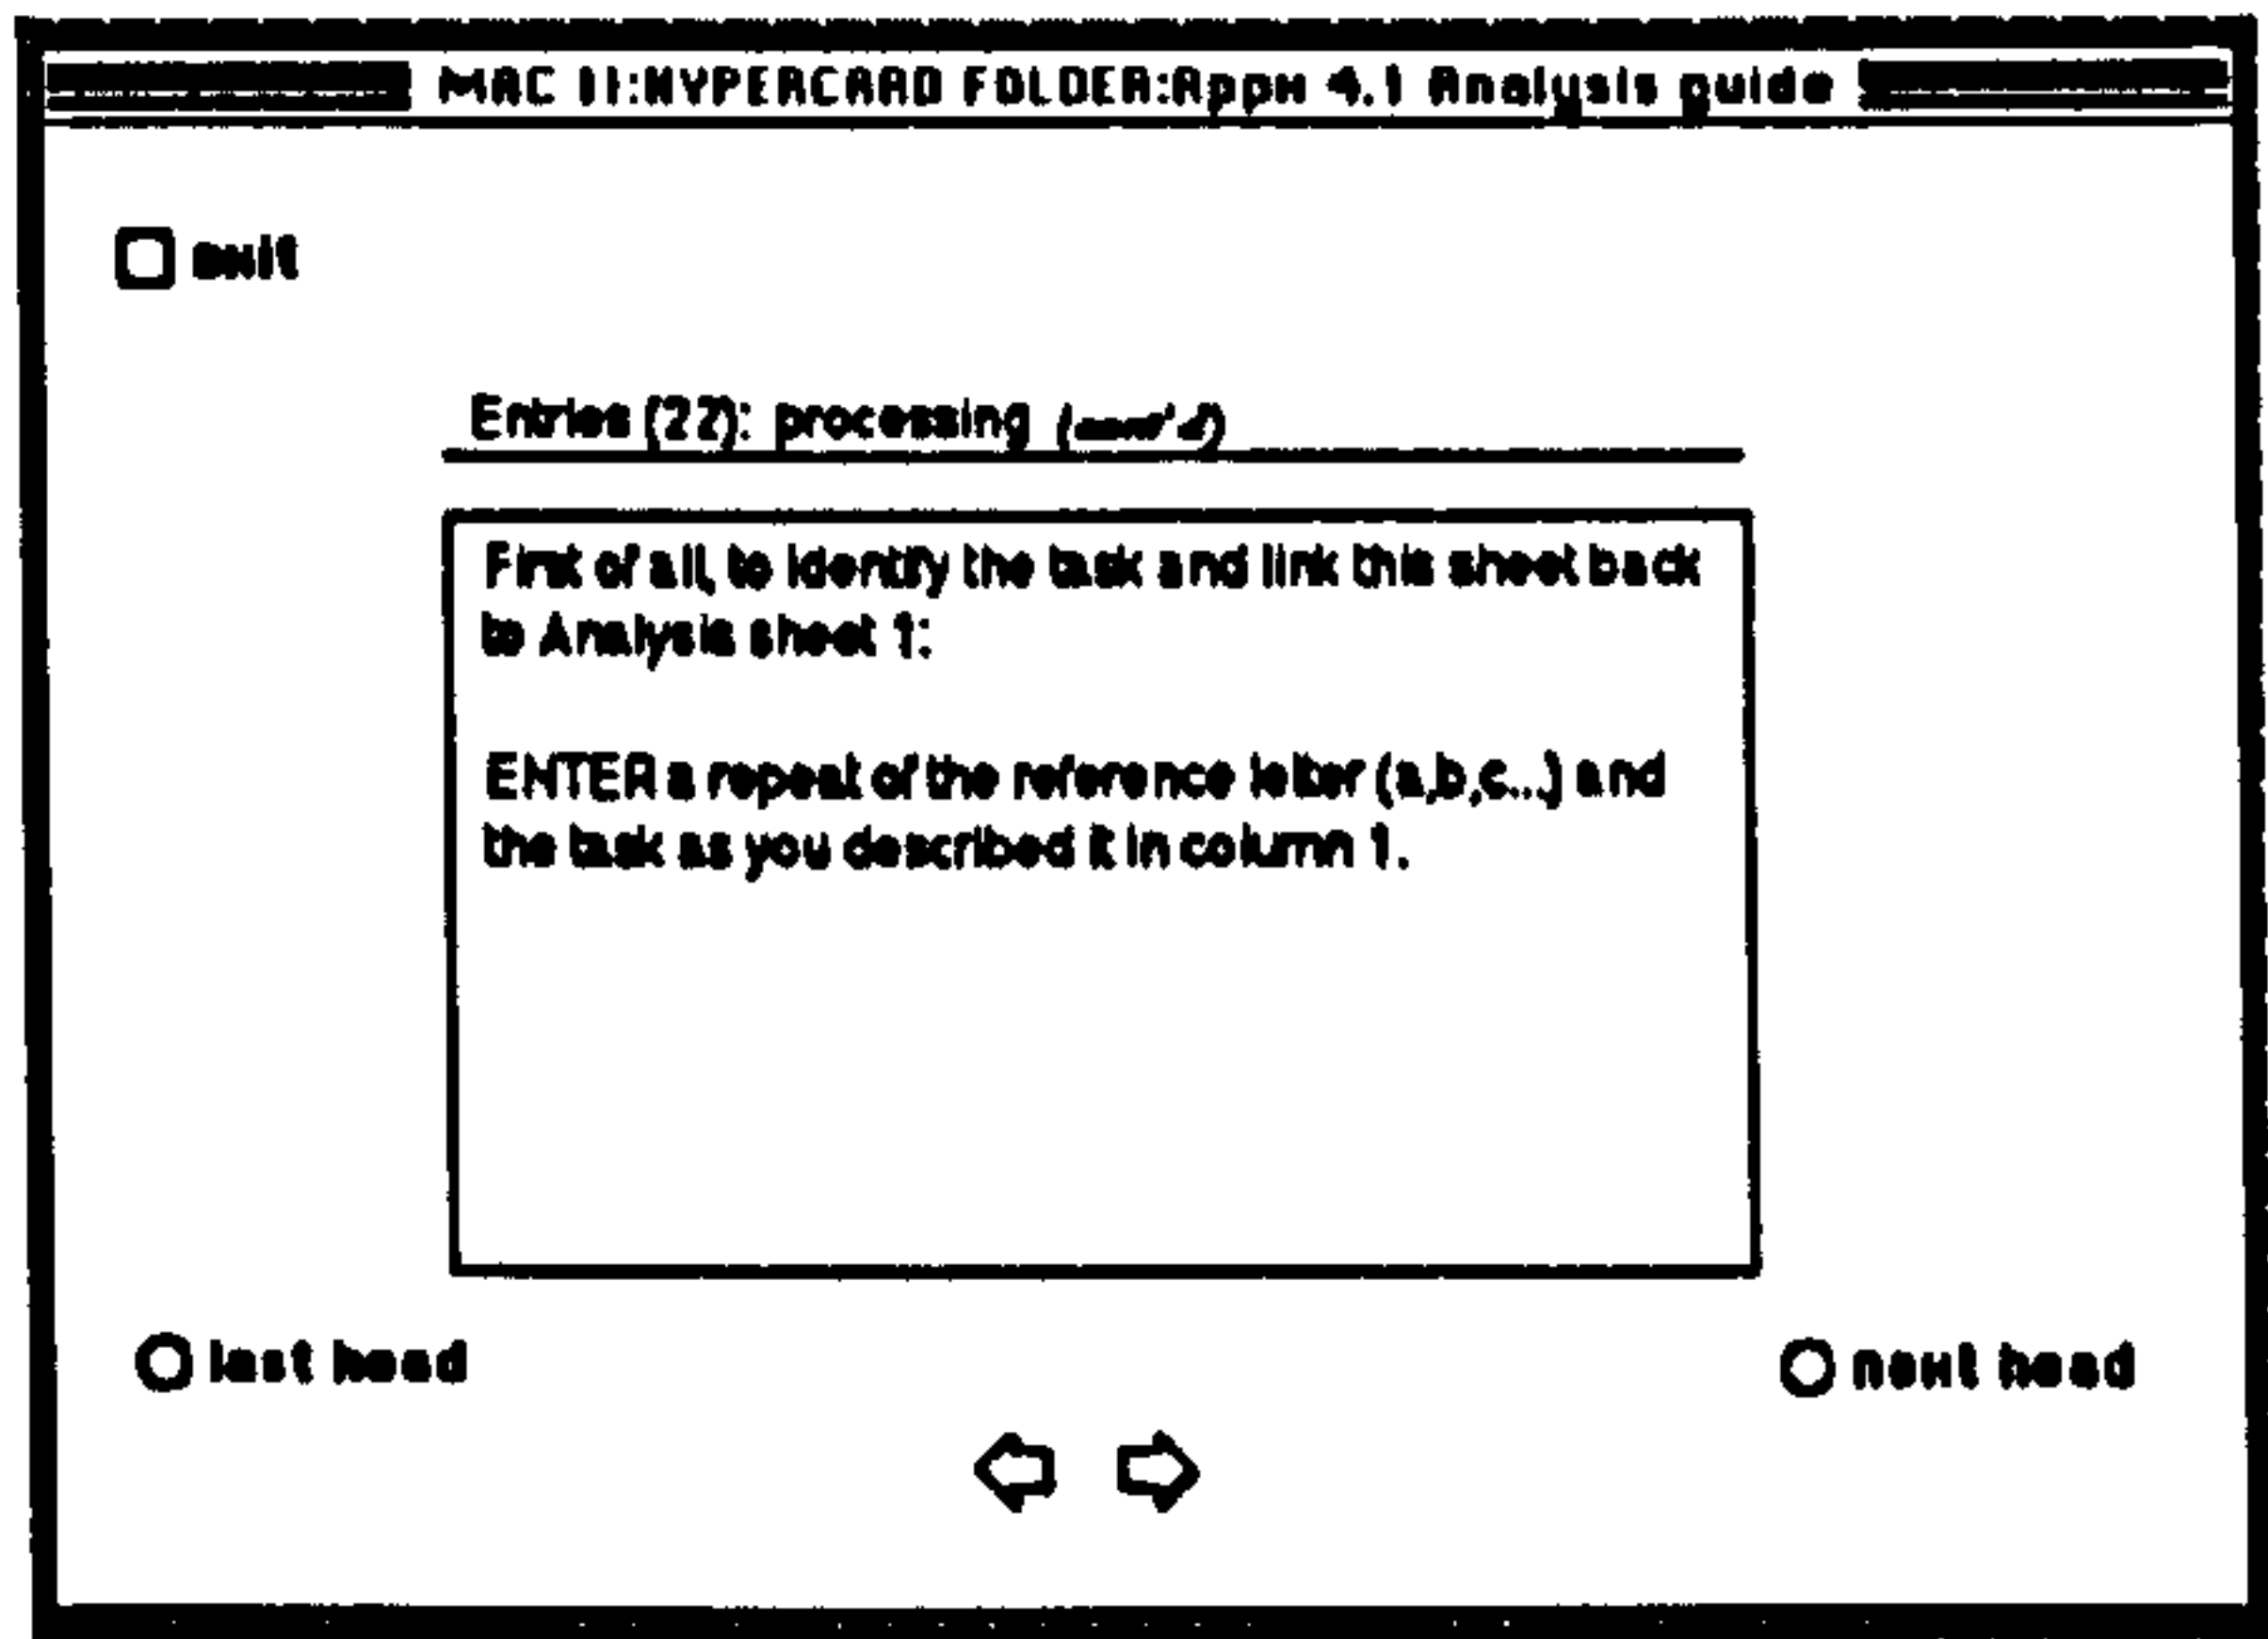 MAC II:HYPERCARD FOLDER:Appx 4.1 Analysis guide
exit
Entries (22): processing (cont'd)
First of all, to identify the task and link this sheet back
to Analysis sheet 1:
ENTER a repeat of the reference letter (a,b,c...) and
the task as you described it in column 1.
last head
next head